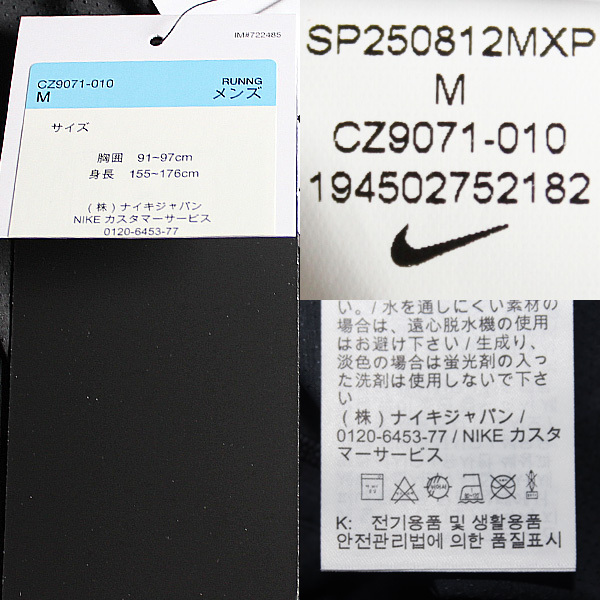 IM#722485
CZ9071-010
RUNNG
M
メンズ
サイズ
胸囲 91~97cm
身長 155~176cm
(株)ナイキジャパン
NIKE カスタマーサービス
0120-6453-77
SP250812MXP
M
CZ9071-010
194502752182
い。/ 水を通しにくい素材の
場合は、遠心脱水機の使用
はお避け下さい / 生成り、
淡色の場合は蛍光剤の入っ
た洗剤は使用しないで下さ
い
(株)ナイキジャパン /
0120-6453-77 / NIKE カスタ
マーサービス
K: 전기용품 및 생활용품
안전관리법에 의한 품질표시